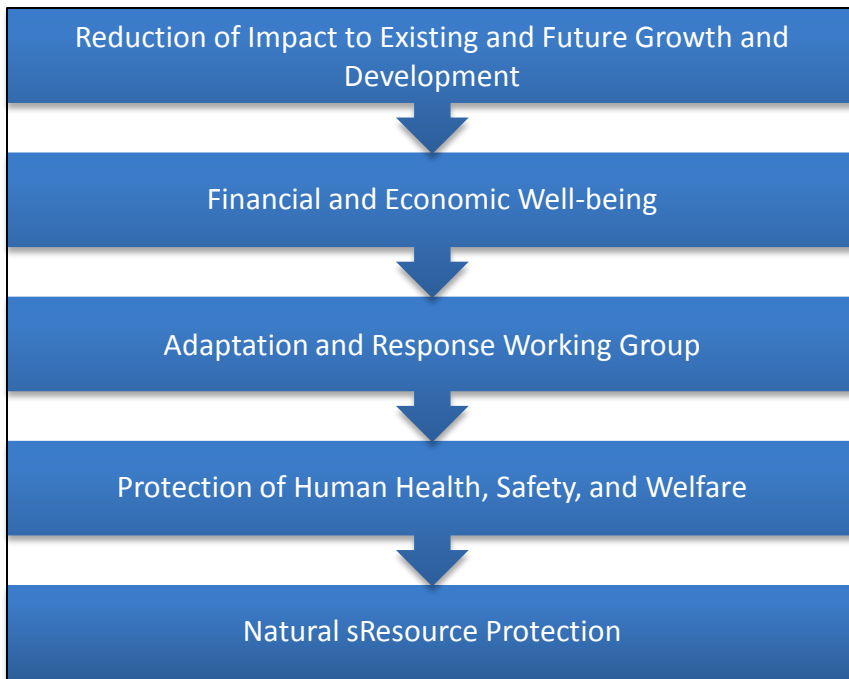 Reduction of Impact to Existing and Future Growth and
Development
Financial and Economic Well-being
Adaptation and Response Working Group
Protection of Human Health, Safety, and Welfare
Natural sResource Protection